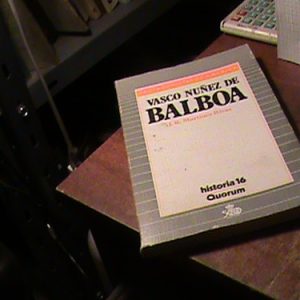 VASCO NUÑEZ DE
BALBOA
historia 16
Quorum